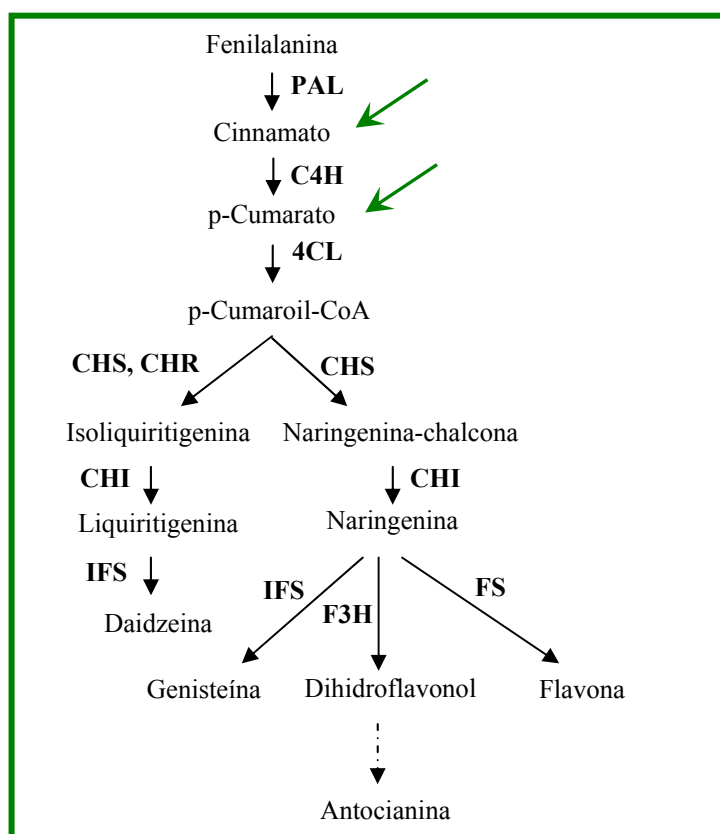 Fenilalanina
PAL
Cinnamato
C4H
p-Cumarato
4CL
p-Cumaroil-CoA
CHS, CHR
CHS
Isoliquiritigenina
Naringenina-chalcona
CHI
CHI
Liquiritigenina
Naringenina
IFS
IFS
F3H
FS
Daidzeina
Genisteína
Dihidroflavonol
Flavona
Antocianina